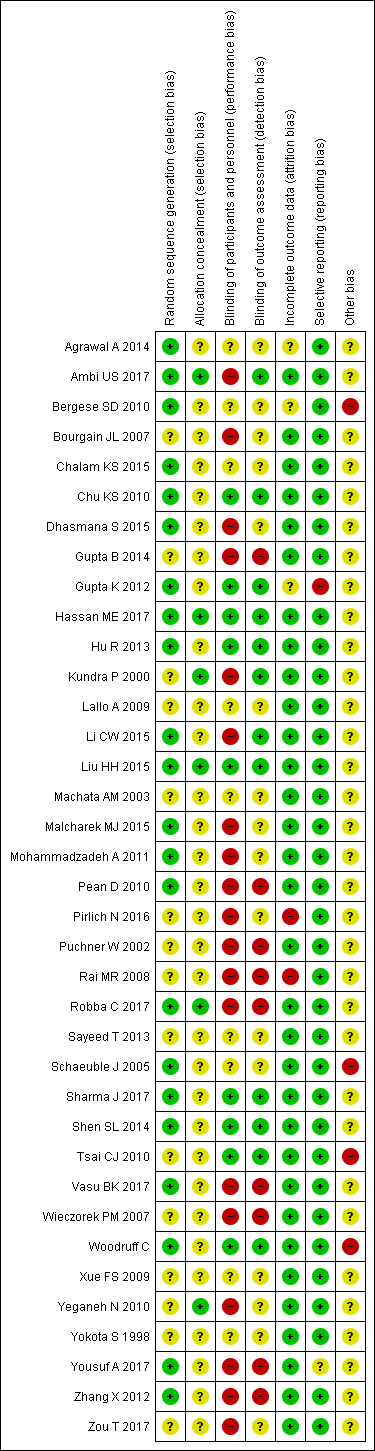 Random sequence generation (selection bias)
Allocation concealment (selection bias)
Blinding of participants and personnel (performance bias)
Blinding of outcome assessment (detection bias)
Incomplete outcome data (attrition bias)
Selective reporting (reporting bias)
Other bias
Agrawal A 2014 + ? ? ? ? + ?
Ambi US 2017 + + - + + + ?
Bergese SD 2010 + ? ? ? ? + -
Bourgain JL 2007 ? ? - ? + + ?
Chalam KS 2015 + ? ? ? + + ?
Chu KS 2010 + ? + + + + ?
Dhasmana S 2015 + ? - ? + + ?
Gupta B 2014 ? ? - - + + ?
Gupta K 2012 + ? + + ? - ?
Hassan ME 2017 + + + + + + ?
Hu R 2013 + ? + + + + ?
Kundra P 2000 ? + - + + + ?
Lallo A 2009 ? ? ? ? + + ?
Li CW 2015 + ? - + + + ?
Liu HH 2015 + + + + + + ?
Machata AM 2003 ? ? ? ? + + ?
Malcharek MJ 2015 + ? - ? + + ?
Mohammadzadeh A 2011 + ? - ? + + ?
Pean D 2010 + ? - - + + ?
Pirlich N 2016 ? ? - ? - + ?
Puchner W 2002 ? ? - - + + ?
Rai MR 2008 ? ? - - - + ?
Robba C 2017 + + - - + + ?
Sayeed T 2013 ? ? ? ? + + ?
Schaeuble J 2005 + ? ? ? + + -
Sharma J 2017 + ? + + + + ?
Shen SL 2014 + ? + + + + ?
Tsai CJ 2010 ? ? + + + + -
Vasu BK 2017 + ? - - + + ?
Wieczorek PM 2007 ? ? - - + + ?
Woodruff C + ? + + + + -
Xue FS 2009 ? ? ? ? + + ?
Yeganeh N 2010 ? + - ? + + ?
Yokota S 1998 ? ? ? ? + + ?
Yousuf A 2017 + ? - - + ? ?
Zhang X 2012 + ? - - + + ?
Zou T 2017 ? ? - ? + + ?